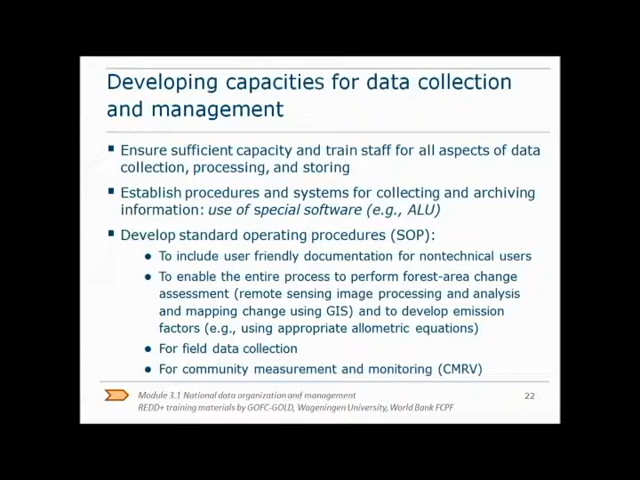 Developing capacities for data collection
and management
Ensure sufficient capacity and train staff for all aspects of data
collection, processing, and storing
Establish procedures and systems for collecting and archiving
information: use of special software (e.g., ALU)
Develop standard operating procedures (SOP):
To include user friendly documentation for nontechnical users
To enable the entire process to perform forest-area change
assessment (remote sensing image processing and analysis
and mapping change using GIS) and to develop emission
factors (e.g., using appropriate allometric equations)
For field data collection
For community measurement and monitoring (CMRV)
Module 3.1 National data organization and management
REDD+ training materials by GOFC-GOLD, Wageningen University, World Bank FCPF
22